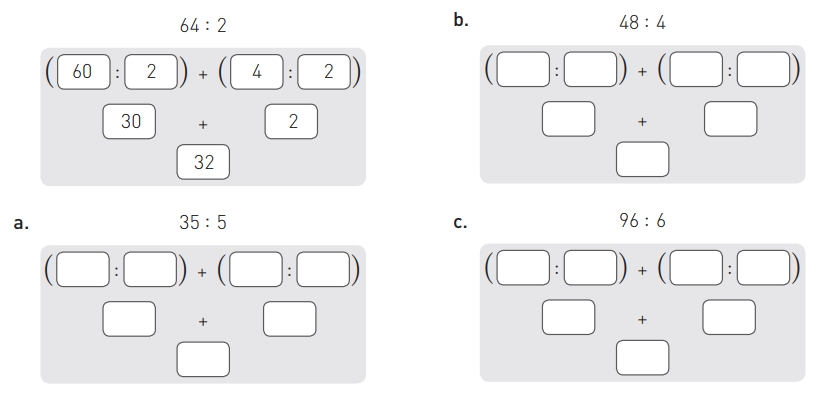 64 : 2
( 60 : 2 ) + ( 4 : 2 )
30 + 2
32
b. 48 : 4
( : ) + ( : )
+
a. 35 : 5
( : ) + ( : )
+
c. 96 : 6
( : ) + ( : )
+